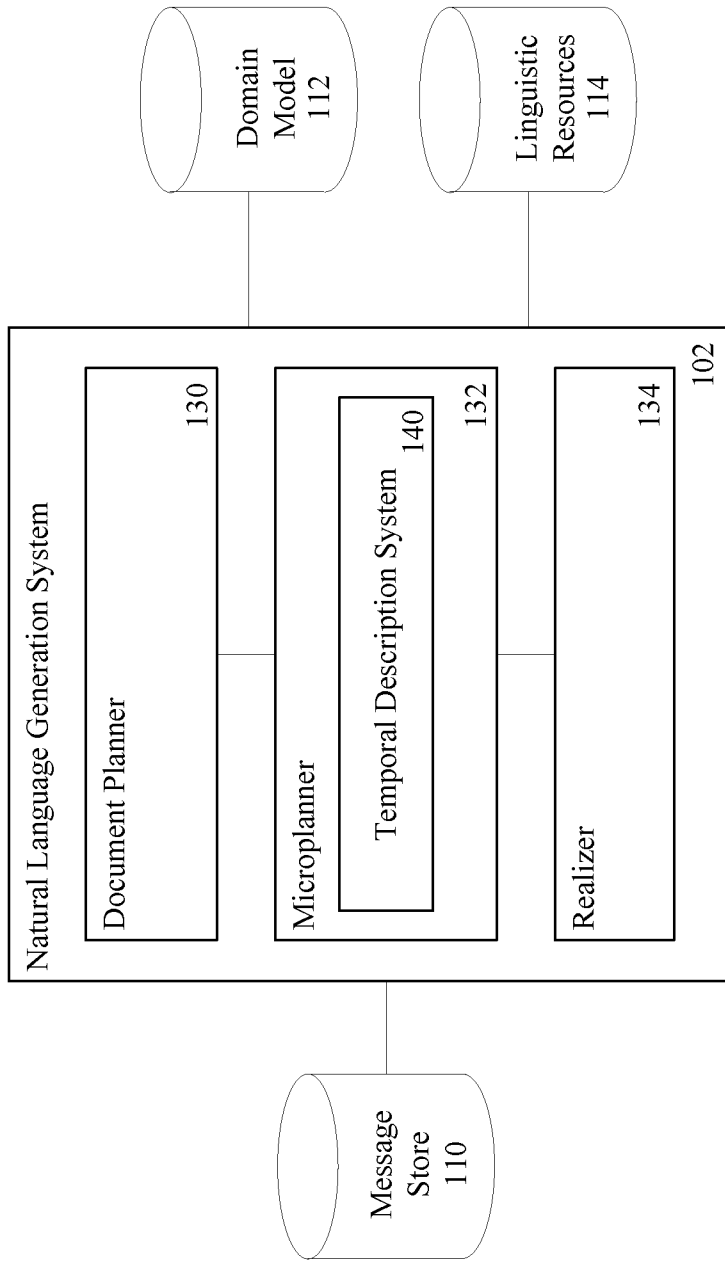 Natural Language Generation System
Document Planner
130
Microplanner
Temporal Description System
140
132
Realizer
134
102
Message
Store
110
Domain
Model
112
Linguistic
Resources
114